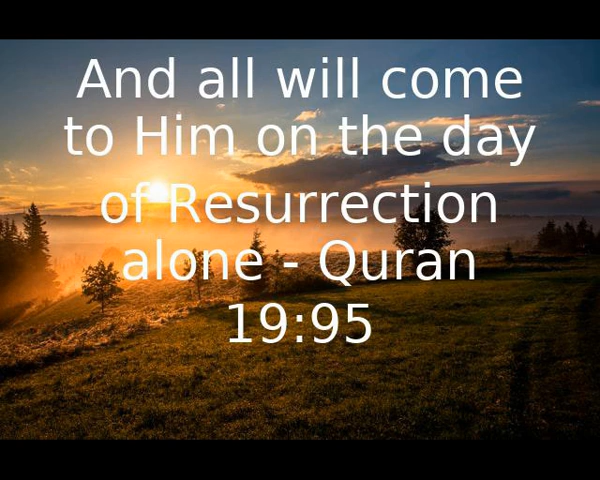 And all will come
to Him on the day
of Resurrection
alone - Quran
19:95